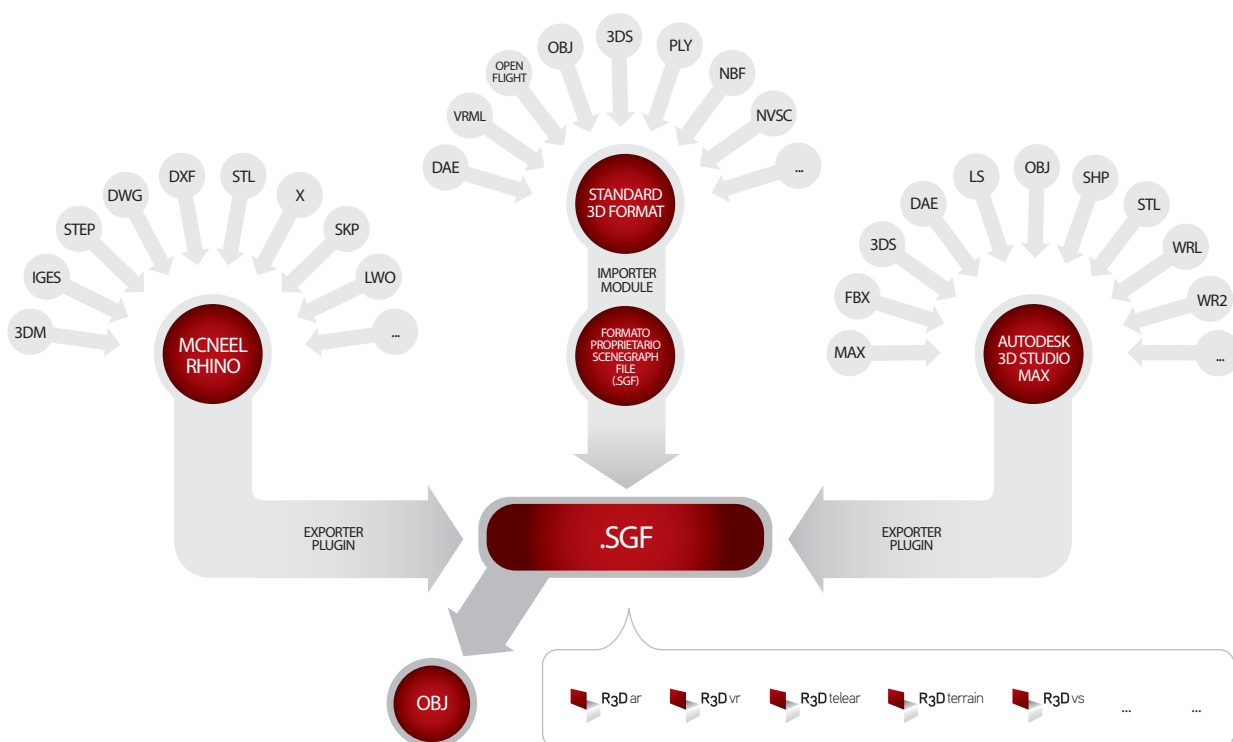 3DM
IGES
STEP
DWG
DXF
STL
X
SKP
LWO
...
MCNEEL
RHINO
DAE
VRML
OPEN
FLIGHT
OBJ
3DS
PLY
NBF
NVSC
...
STANDARD
3D FORMAT
IMPORTER
MODULE
FORMATO
PROPRIETARIO
SCENEGRAPH
FILE
(.SGF)
MAX
FBX
3DS
DAE
LS
OBJ
SHP
STL
WRL
WR2
...
AUTODESK
3D STUDIO
MAX
EXPORTER
PLUGIN
.SGF
EXPORTER
PLUGIN
OBJ
R3D ar
R3D vr
R3D telear
R3D terrain
R3D vs
...
...